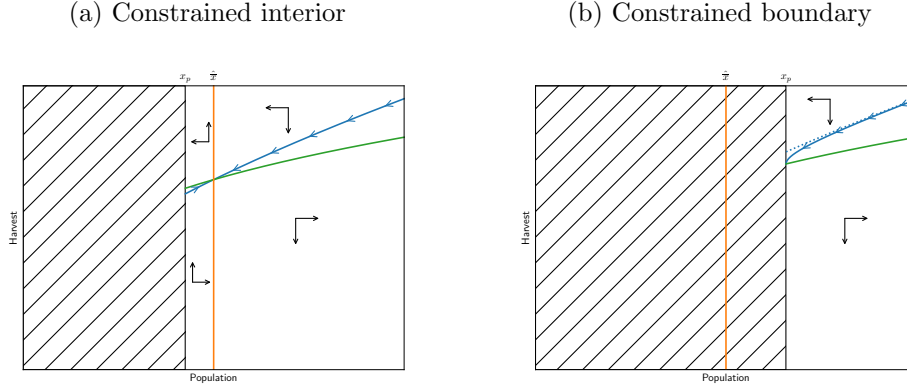 (a) Constrained interior
(b) Constrained boundary
x_p
x̂
x̂
x_p
Harvest
Harvest
Population
Population